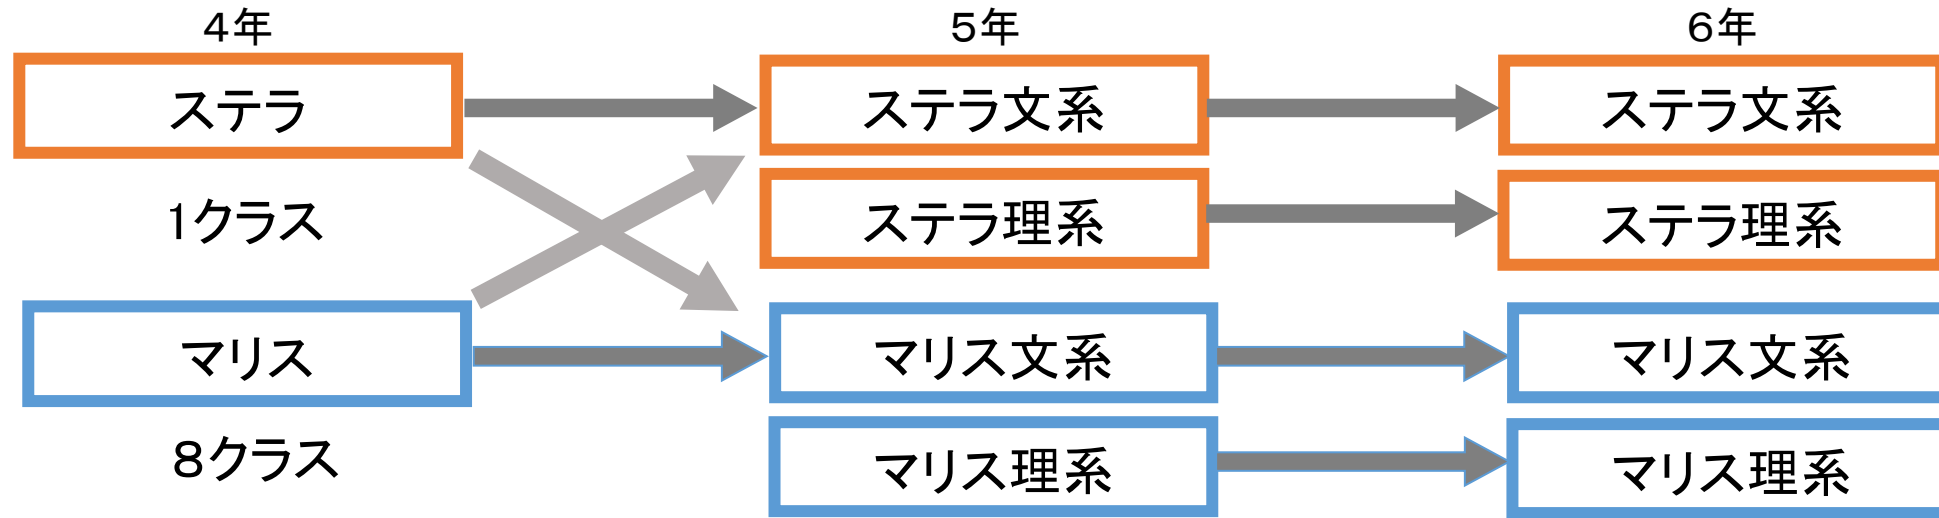 ４年 ５年 ６年
ステラ ステラ文系 ステラ文系
1クラス ステラ理系 ステラ理系
マリス マリス文系 マリス文系
8クラス マリス理系 マリス理系